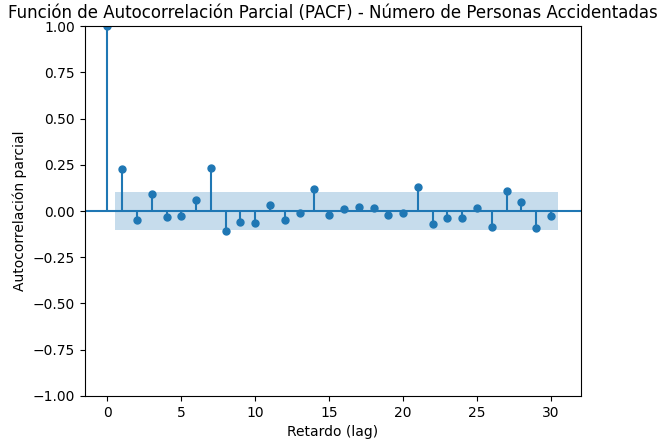 Función de Autocorrelación Parcial (PACF) - Número de Personas Accidentadas
1.00
0.75
0.50
0.25
0.00
−0.25
−0.50
−0.75
−1.00
Autocorrelación parcial
0 5 10 15 20 25 30
Retardo (lag)